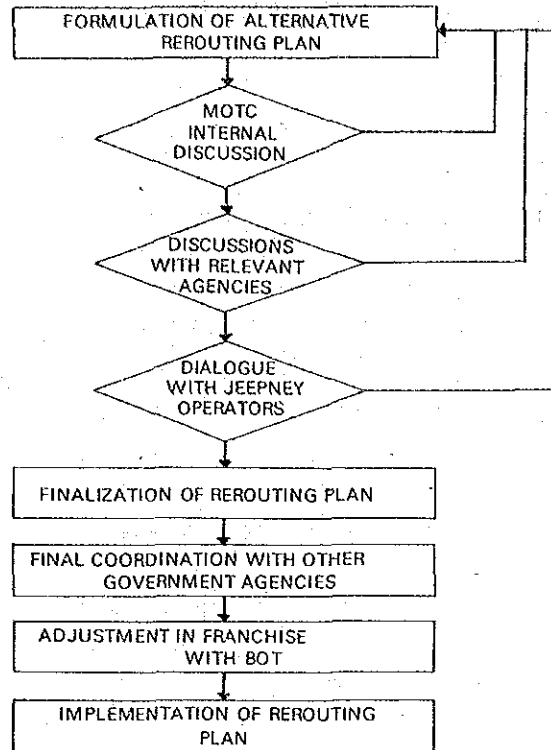 FORMULATION OF ALTERNATIVE
REROUTING PLAN
MOTC
INTERNAL
DISCUSSION
DISCUSSIONS
WITH RELEVANT
AGENCIES
DIALOGUE
WITH JEEPNEY
OPERATORS
FINALIZATION OF REROUTING PLAN
FINAL COORDINATION WITH OTHER
GOVERNMENT AGENCIES
ADJUSTMENT IN FRANCHISE
WITH BOT
IMPLEMENTATION OF REROUTING
PLAN